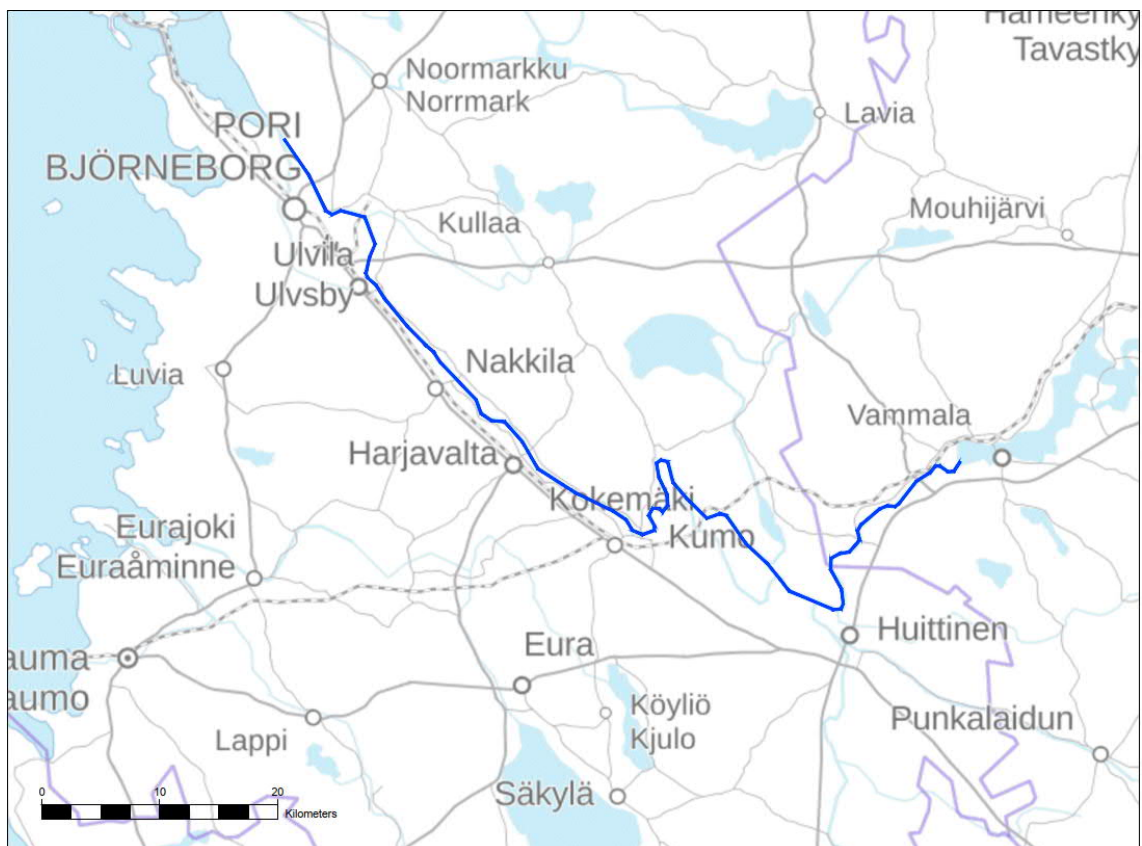 Hämeenky
Tavastky
Noormarkku
Norrmark
Lavia
PORI
BJÖRNEBORG
Kullaa
Mouhijärvi
Ulvila
Ulvsby
Nakkila
Luvia
Vammala
Harjavalta
Kokemäki
Kumo
Eurajoki
Euraåminne
Huittinen
Eura
auma
aumo
Köyliö
Kjulo
Punkalaidun
Lappi
Säkylä
0 10 20
Kilometers